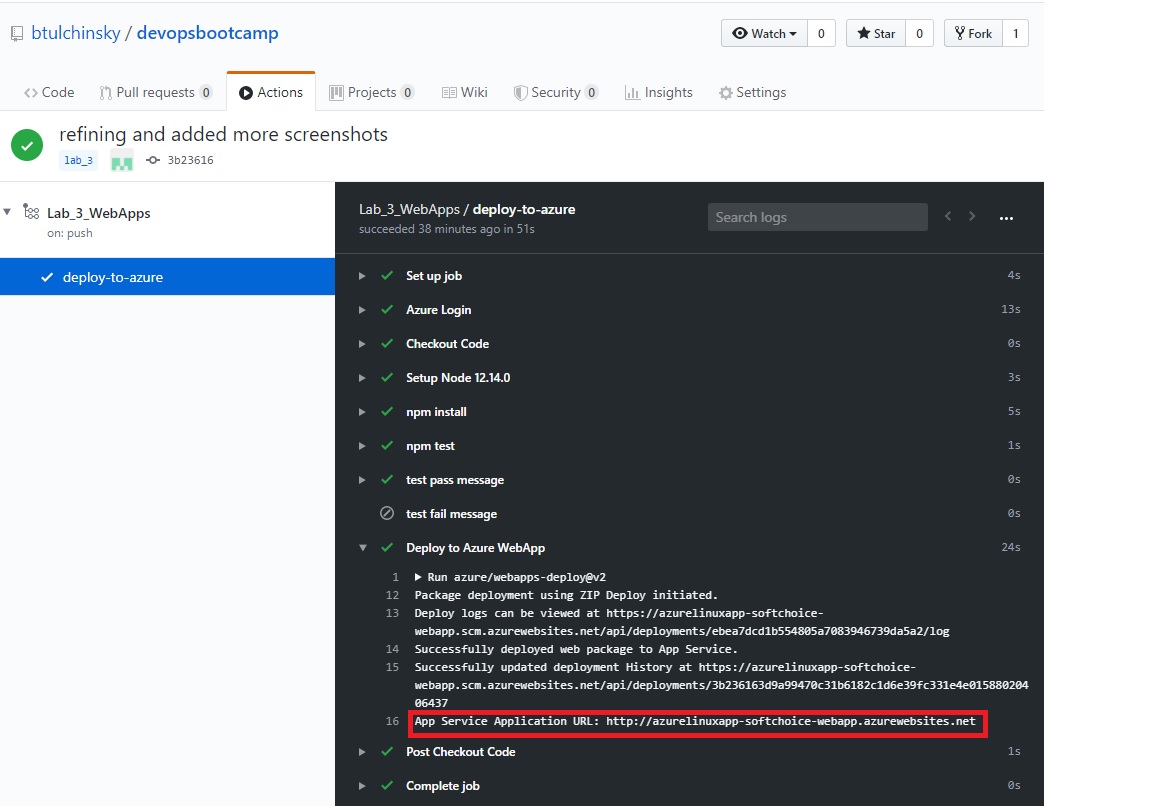 btulchinsky / devopsbootcamp
Watch 0 Star 0 Fork 1
Code Pull requests 0 Actions Projects 0 Wiki Security 0 Insights Settings
refining and added more screenshots
lab_3 3b23616
Lab_3_WebApps
on: push
deploy-to-azure
Lab_3_WebApps / deploy-to-azure
succeeded 38 minutes ago in 51s
Search logs
Set up job 4s
Azure Login 13s
Checkout Code 0s
Setup Node 12.14.0 3s
npm install 5s
npm test 1s
test pass message 0s
test fail message 0s
Deploy to Azure WebApp 24s
1 Run azure/webapps-deploy@v2
12 Package deployment using ZIP Deploy initiated.
13 Deploy logs can be viewed at https://azurelinuxapp-softchoice-
webapp.scm.azurewebsites.net/api/deployments/ebea7dcd1b554805a7083946739da5a2/log
14 Successfully deployed web package to App Service.
15 Successfully updated deployment History at https://azurelinuxapp-softchoice-
webapp.scm.azurewebsites.net/api/deployments/3b236163d9a99470c31b6182c1d6e39fc331e4e015880204
06437
16 App Service Application URL: http://azurelinuxapp-softchoice-webapp.azurewebsites.net
Post Checkout Code 1s
Complete job 0s